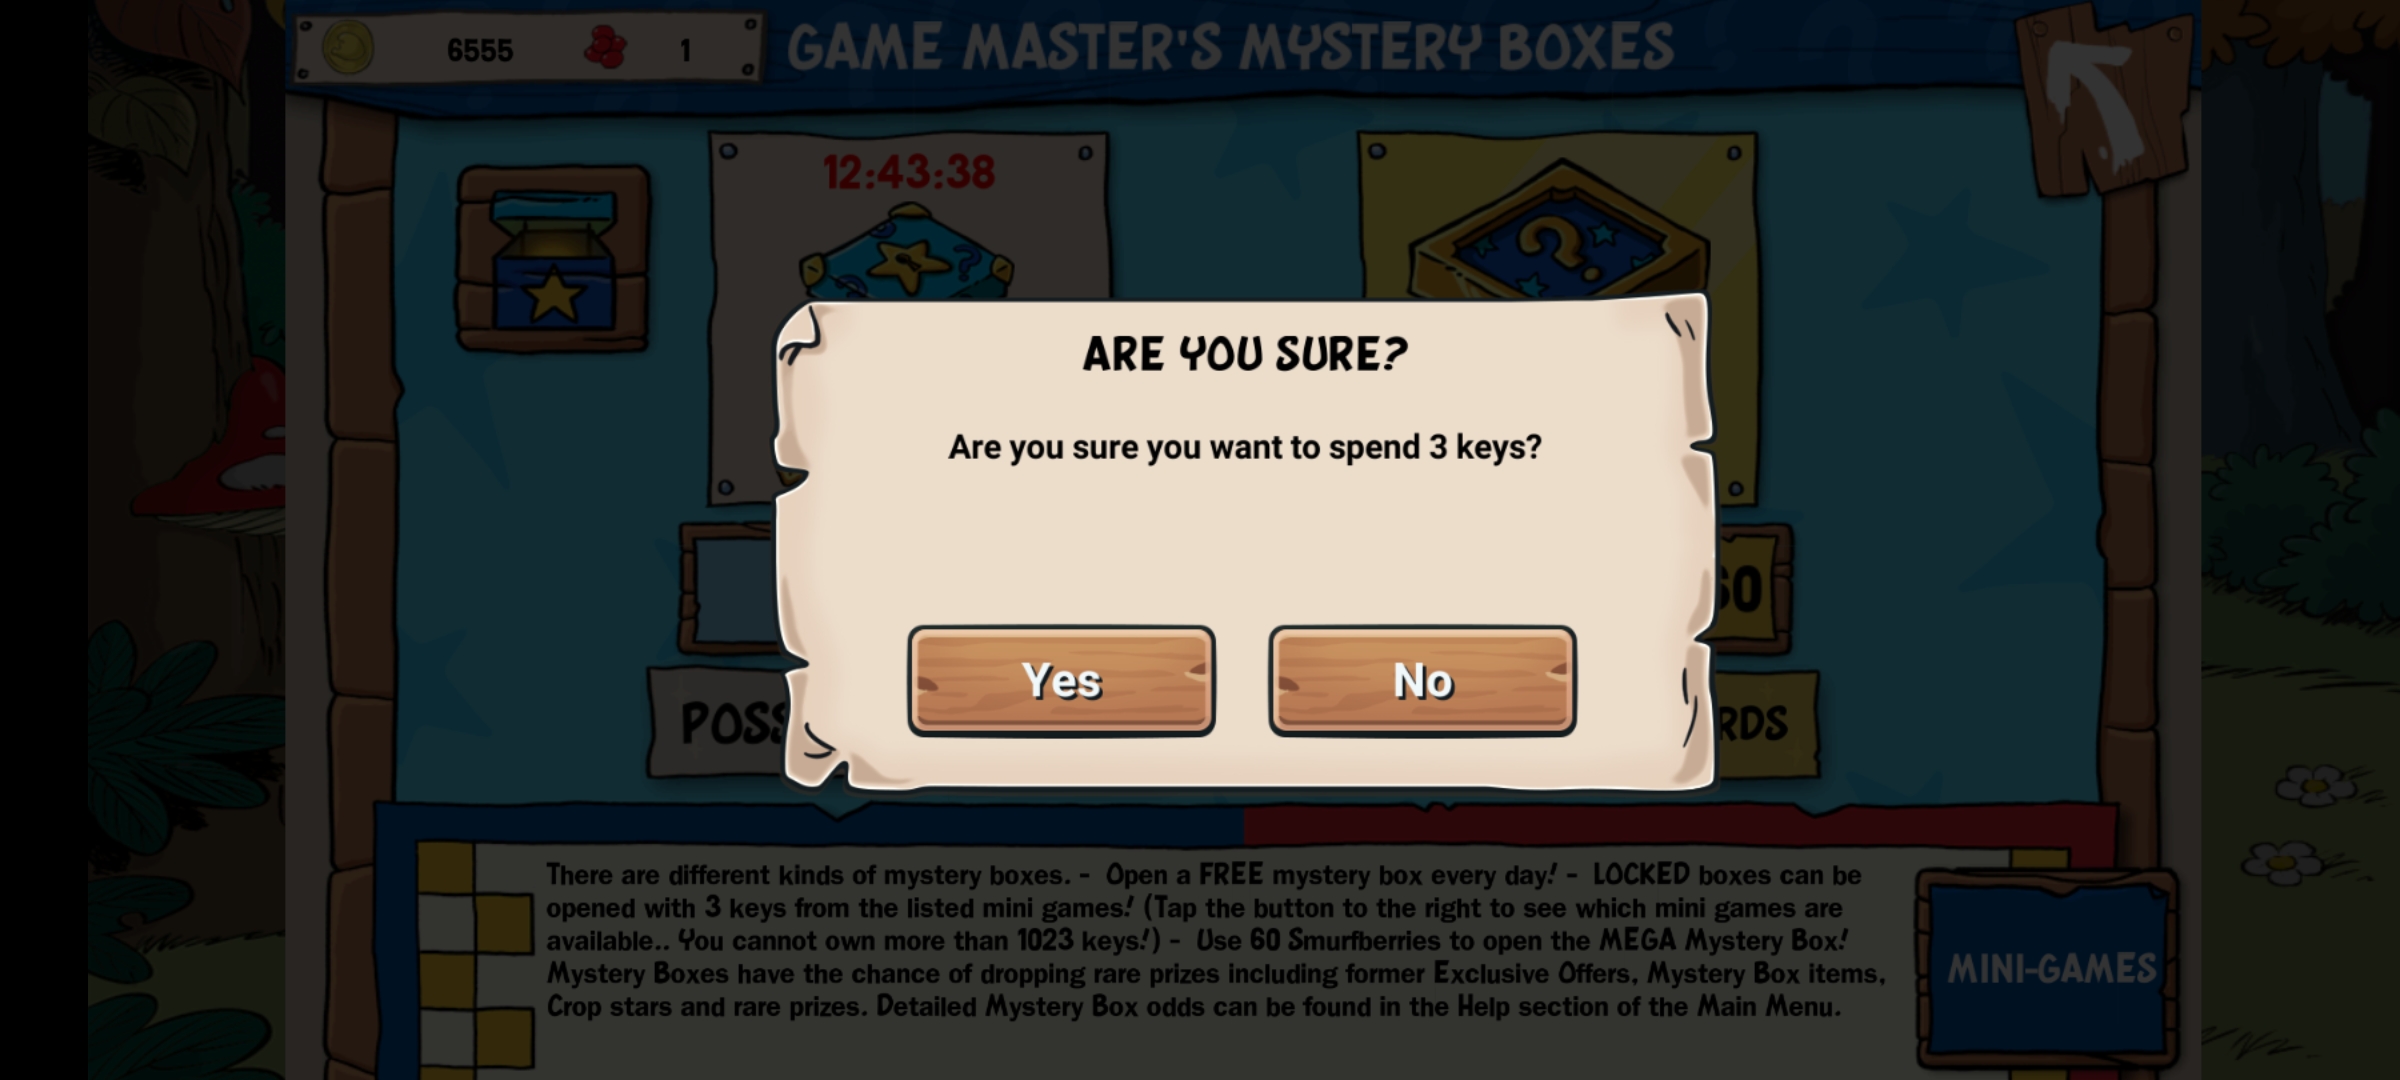 6555
1
GAME MASTER'S MYSTERY BOXES
12:43:38
ARE YOU SURE?
Are you sure you want to spend 3 keys?
Yes
No
There are different kinds of mystery boxes. - Open a FREE mystery box every day! - LOCKED boxes can be
opened with 3 keys from the listed mini games! (Tap the button to the right to see which mini games are
available.. You cannot own more than 1023 keys!) - Use 60 Smurfberries to open the MEGA Mystery Box!
Mystery Boxes have the chance of dropping rare prizes including former Exclusive Offers, Mystery Box items,
Crop stars and rare prizes. Detailed Mystery Box odds can be found in the Help section of the Main Menu.
MINI-GAMES